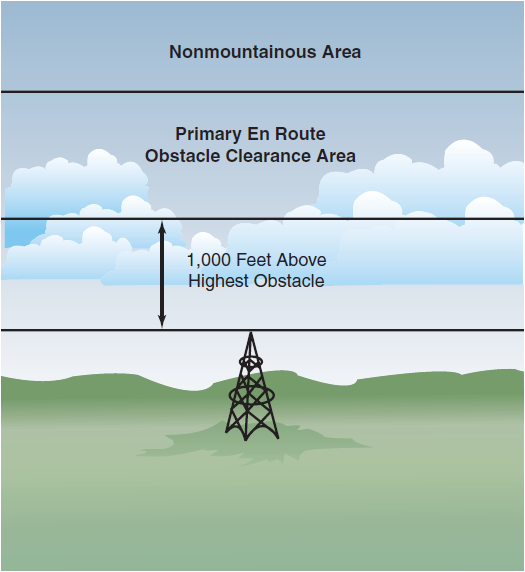 Nonmountainous Area
Primary En Route
Obstacle Clearance Area
1,000 Feet Above
Highest Obstacle